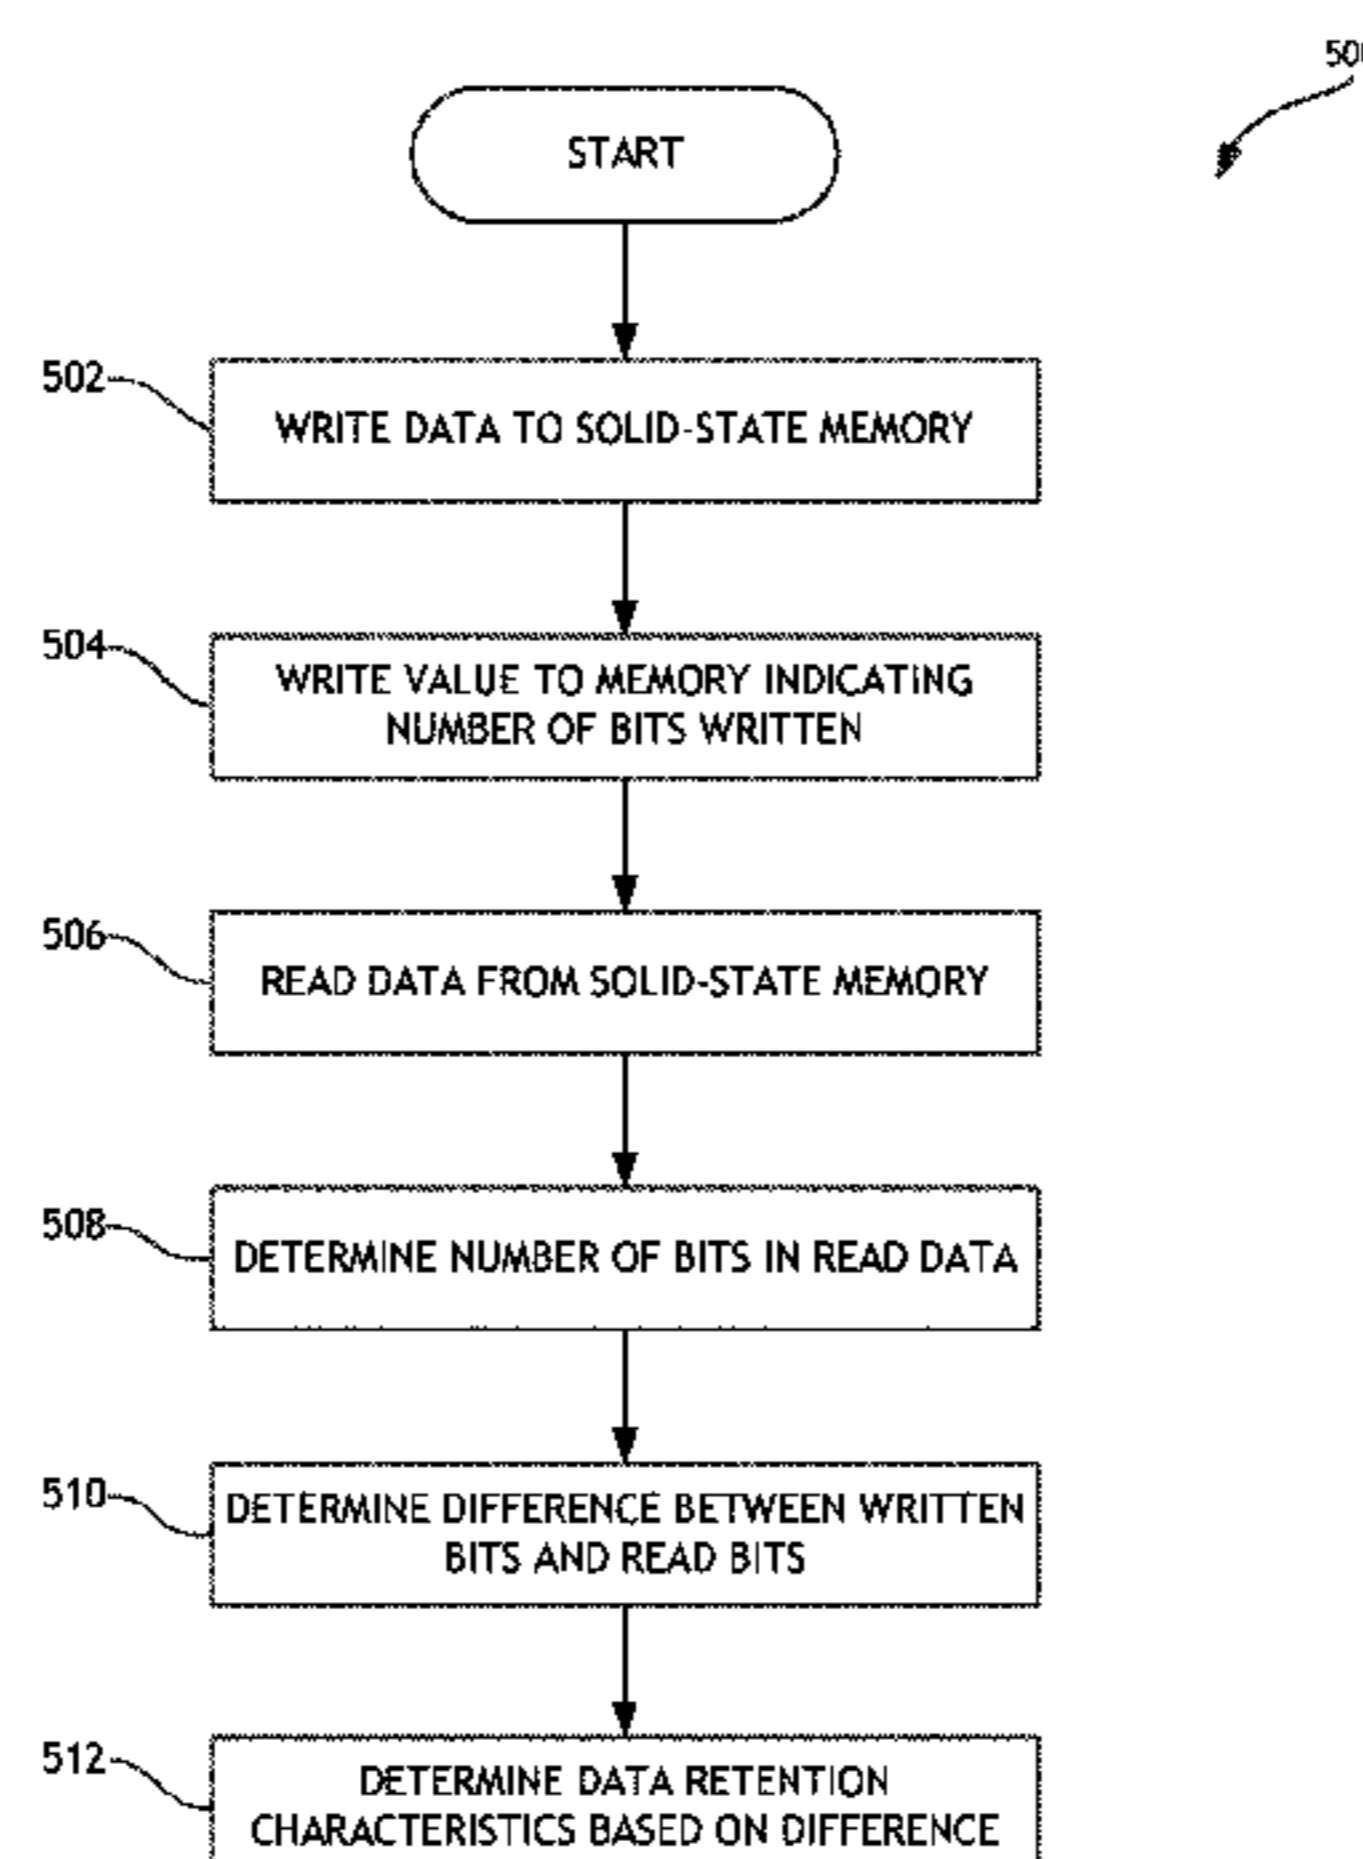 START
502
WRITE DATA TO SOLID-STATE MEMORY
504
WRITE VALUE TO MEMORY INDICATING
NUMBER OF BITS WRITTEN
506
READ DATA FROM SOLID-STATE MEMORY
508
DETERMINE NUMBER OF BITS IN READ DATA
510
DETERMINE DIFFERENCE BETWEEN WRITTEN
BITS AND READ BITS
512
DETERMINE DATA RETENTION
CHARACTERISTICS BASED ON DIFFERENCE